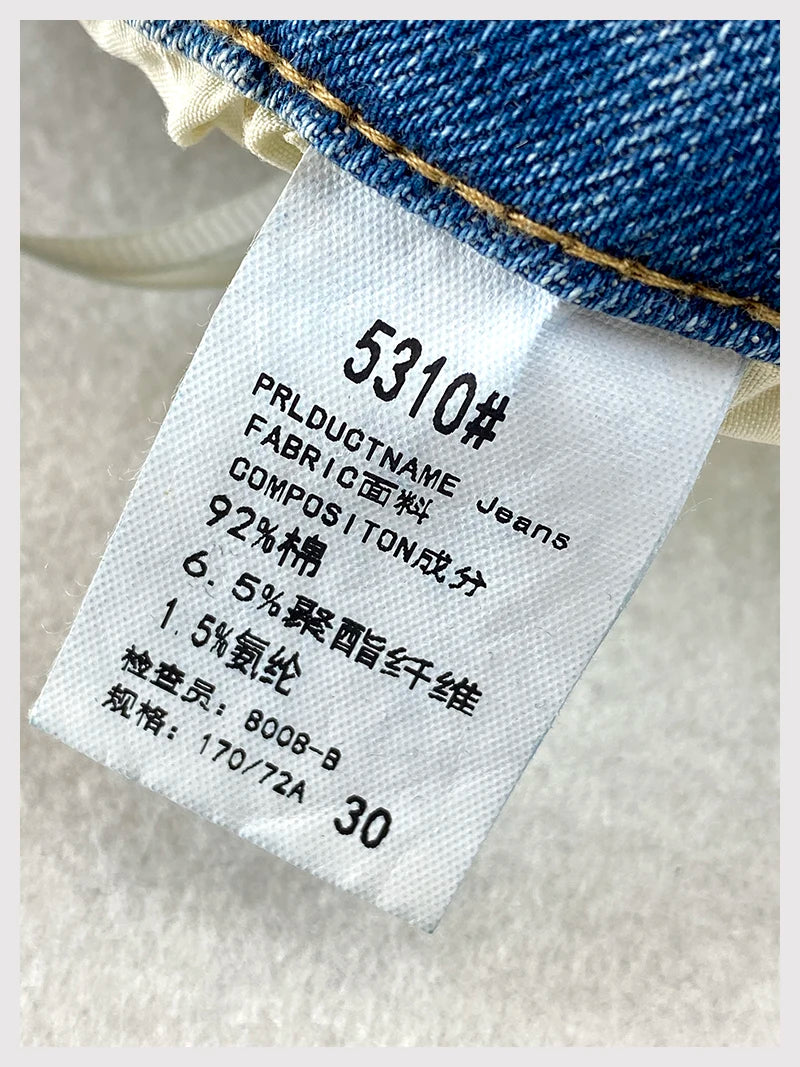 5310#
PRLDUCTNAME Jeans
FABRIC面料
COMPOSITON成分
92%棉
6.5%聚酯纤维
1.5%氨纶
检查员：8008-B
规格：170/72A 30